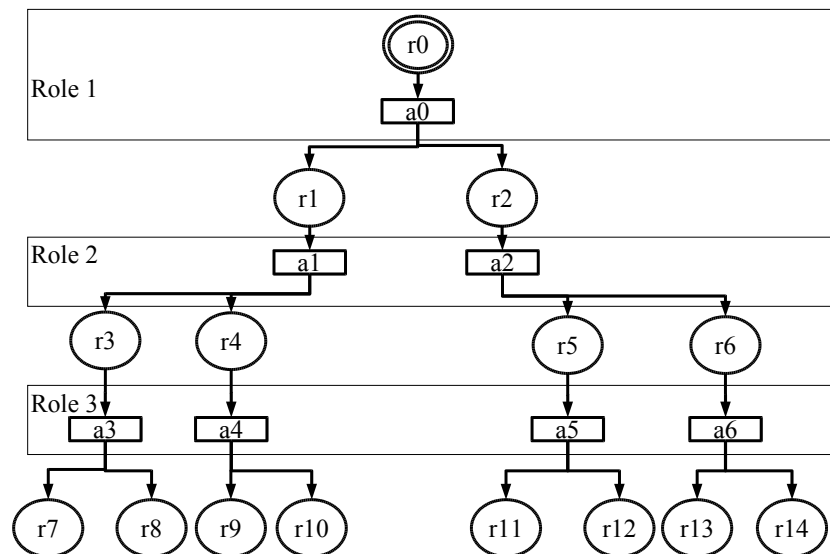 r0
Role 1
a0
r1 r2
Role 2
a1 a2
r3 r4 r5 r6
Role 3
a3 a4 a5 a6
r7 r8 r9 r10 r11 r12 r13 r14